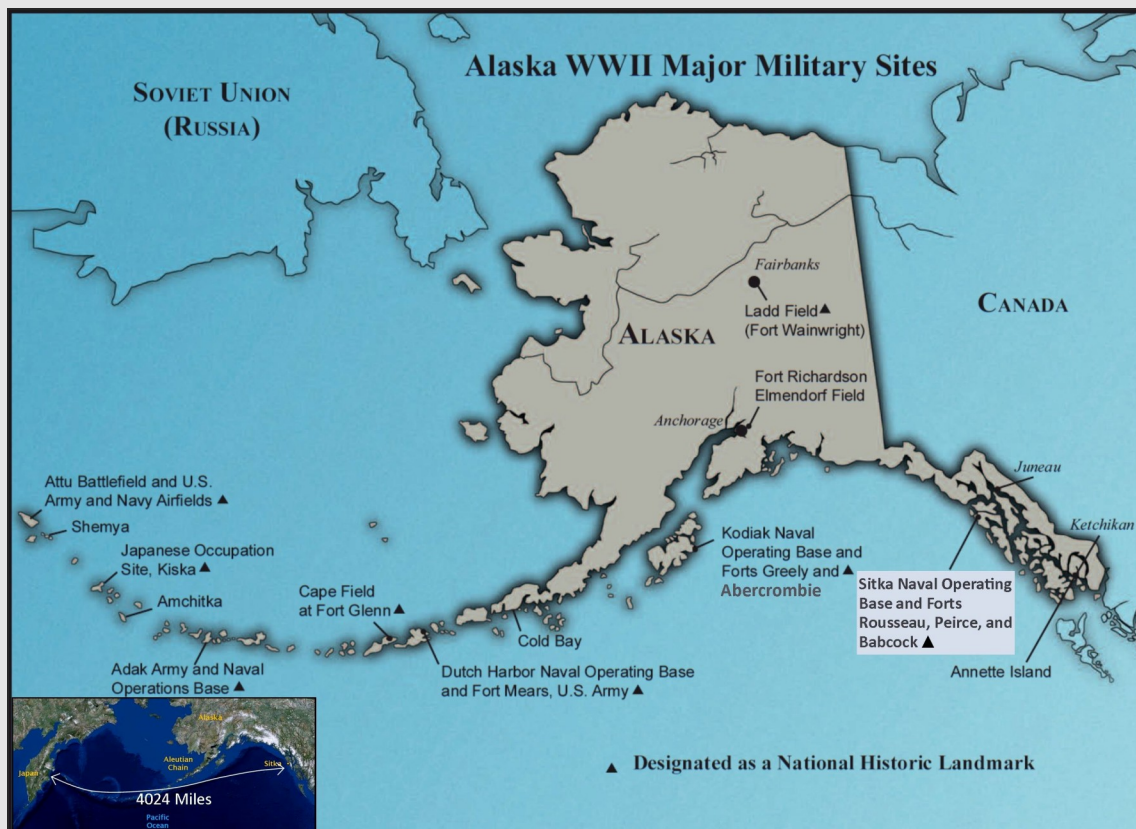 Alaska WWII Major Military Sites
SOVIET UNION
(RUSSIA)
CANADA
ALASKA
Fairbanks
Ladd Field▲
(Fort Wainwright)
Fort Richardson
Elmendorf Field
Anchorage
Juneau
Ketchikan
Attu Battlefield and U.S.
Army and Navy Airfields ▲
Shemya
Japanese Occupation
Site, Kiska ▲
Amchitka
Cape Field
at Fort Glenn ▲
Cold Bay
Kodiak Naval
Operating Base and
Forts Greely and ▲
Abercrombie
Sitka Naval Operating
Base and Forts
Rousseau, Peirce, and
Babcock ▲
Annette Island
Adak Army and Naval
Operations Base ▲
Dutch Harbor Naval Operating Base
and Fort Mears, U.S. Army ▲
▲ Designated as a National Historic Landmark
Alaska
Aleutian
Chain
Sitka
Japan
4024 Miles
Pacific
Ocean